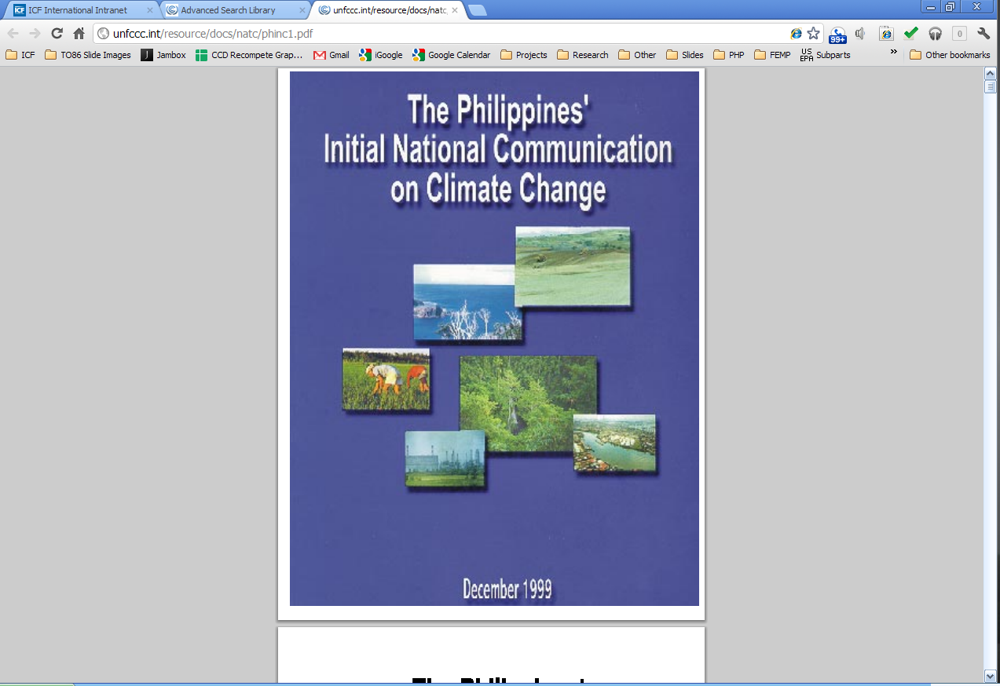 ICF International Intranet
Advanced Search Library
unfccc.int/resource/docs/natc
unfccc.int/resource/docs/natc/phinc1.pdf
99+
0
ICF
TO86 Slide Images
J Jambox
CCD Recompete Grap...
Gmail
iGoogle
Google Calendar
Projects
Research
Other
Slides
PHP
FEMP
US EPA Subparts
»
Other bookmarks
The Philippines'
Initial National Communication
on Climate Change
December 1999